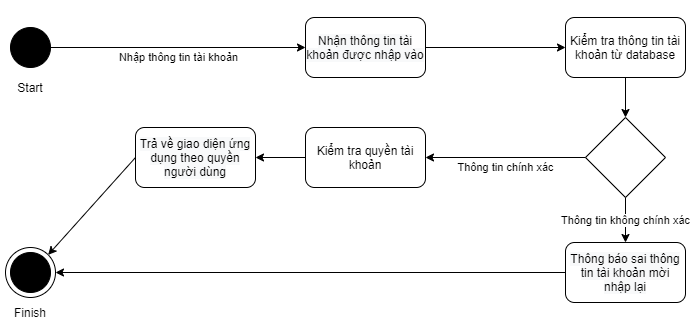 Nhận thông tin tài
khoản được nhập vào
Kiểm tra thông tin tài
khoản từ database
Nhập thông tin tài khoản
Start
Trả về giao diện ứng
dụng theo quyền
người dùng
Kiểm tra quyền tài
khoản
Thông tin chính xác
Thông tin không chính xác
Thông báo sai thông
tin tài khoản mời
nhập lại
Finish